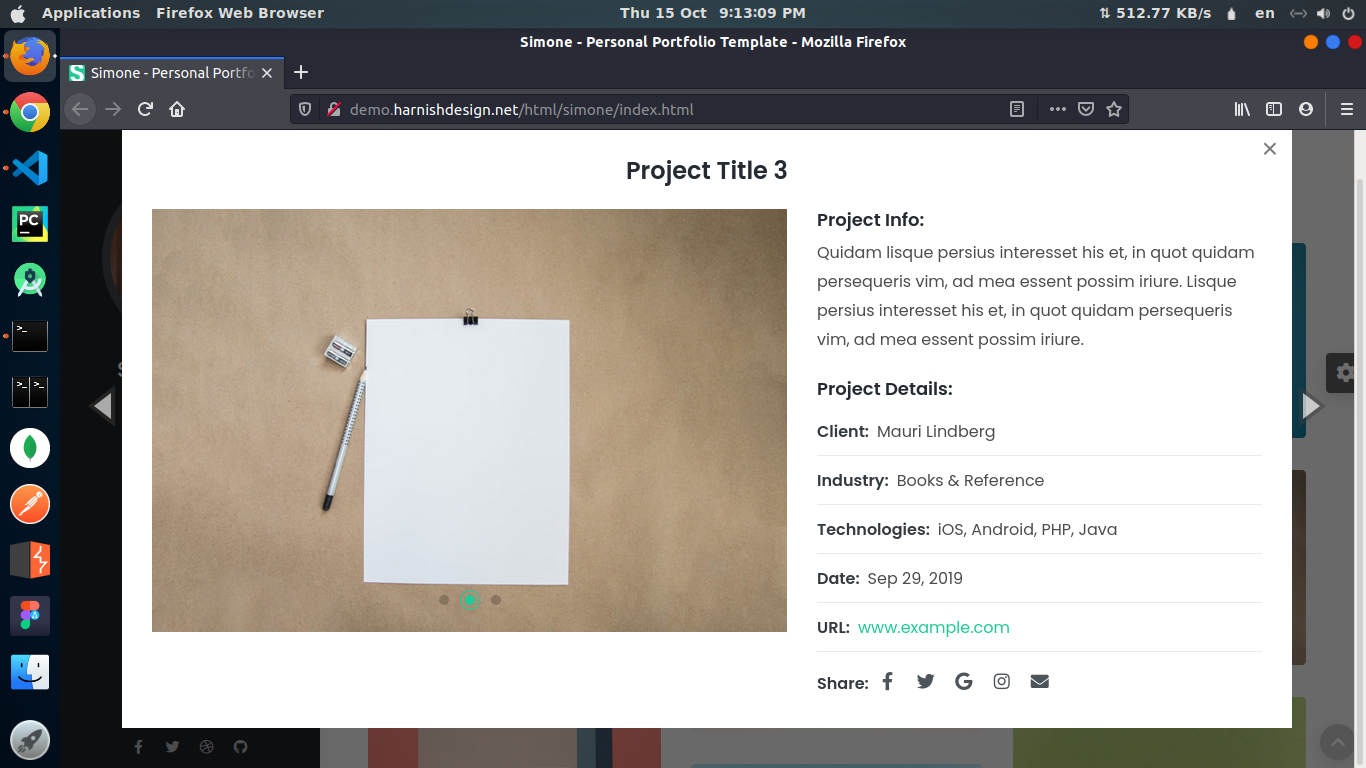 Applications Firefox Web Browser Thu 15 Oct 9:13:09 PM 512.77 KB/s en
Simone - Personal Portfolio Template - Mozilla Firefox
Simone - Personal Portfo
demo.harnishdesign.net/html/simone/index.html
Project Title 3
Project Info:
Quidam lisque persius interesset his et, in quot quidam
persequeris vim, ad mea essent possim iriure. Lisque
persius interesset his et, in quot quidam persequeris
vim, ad mea essent possim iriure.
Project Details:
Client: Mauri Lindberg
Industry: Books & Reference
Technologies: iOS, Android, PHP, Java
Date: Sep 29, 2019
URL: www.example.com
Share:
PC